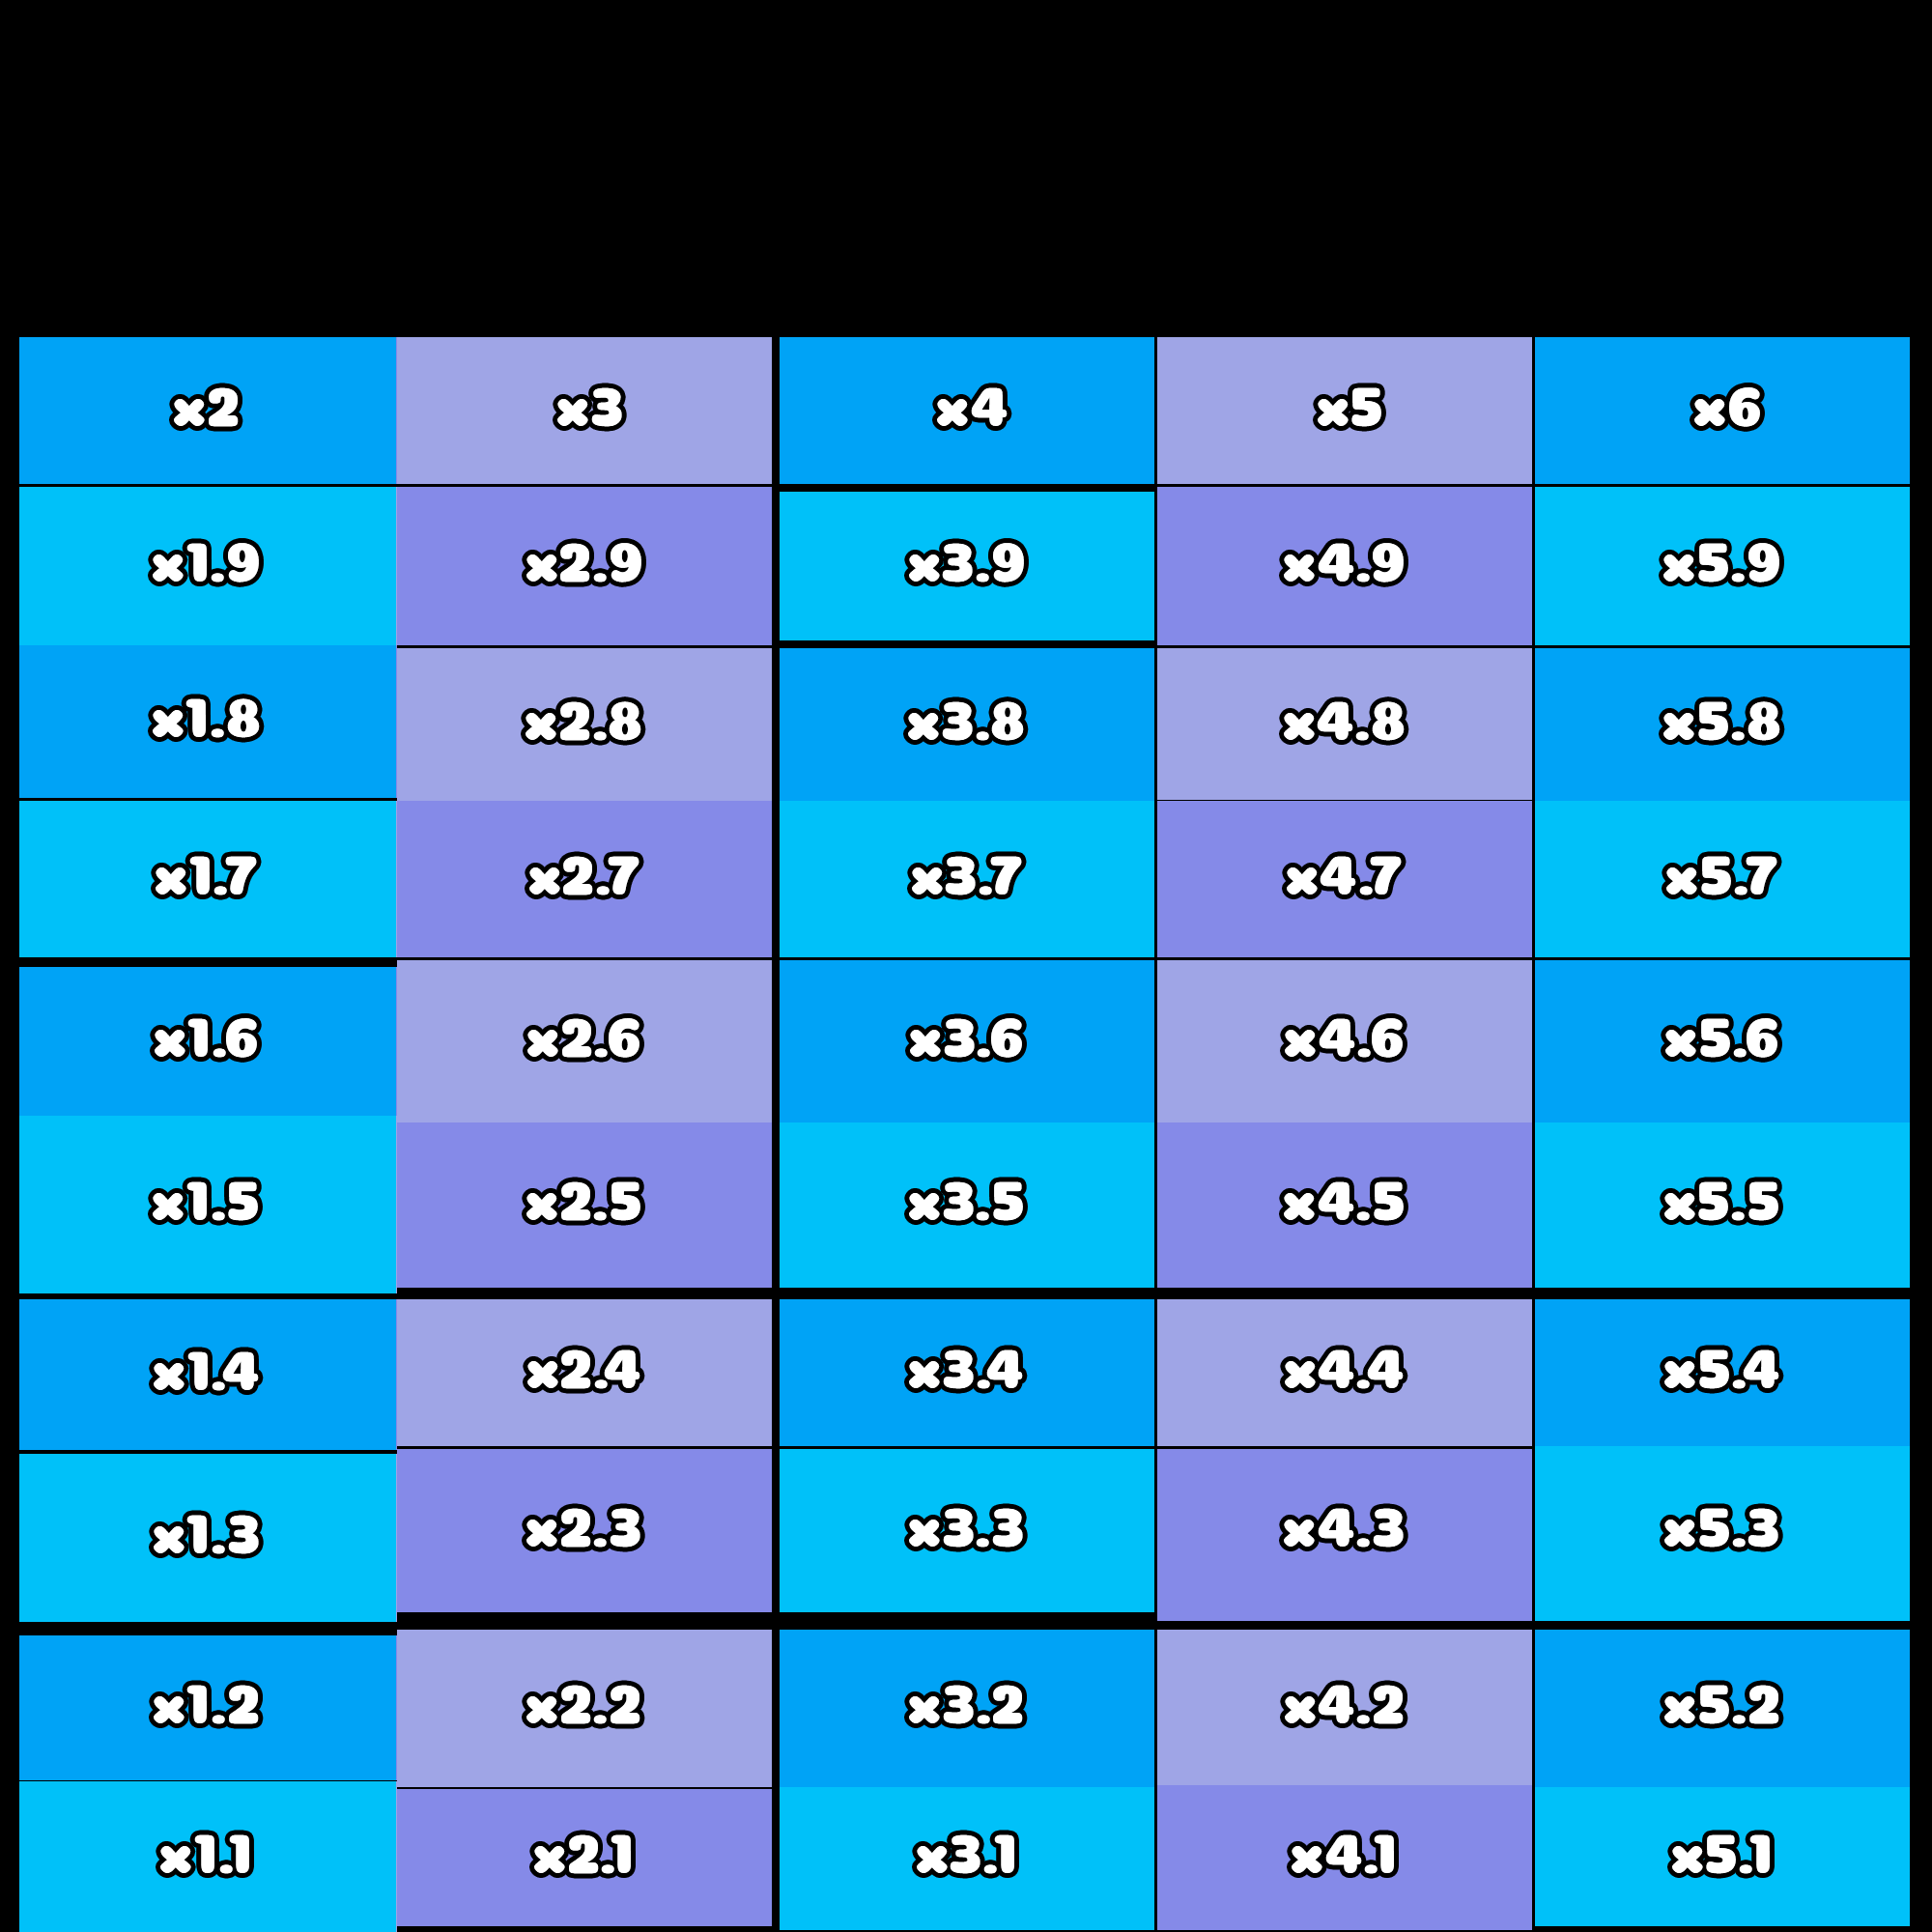 x2 x3 x4 x5 x6
x1.9 x2.9 x3.9 x4.9 x5.9
x1.8 x2.8 x3.8 x4.8 x5.8
x1.7 x2.7 x3.7 x4.7 x5.7
x1.6 x2.6 x3.6 x4.6 x5.6
x1.5 x2.5 x3.5 x4.5 x5.5
x1.4 x2.4 x3.4 x4.4 x5.4
x1.3 x2.3 x3.3 x4.3 x5.3
x1.2 x2.2 x3.2 x4.2 x5.2
x1.1 x2.1 x3.1 x4.1 x5.1